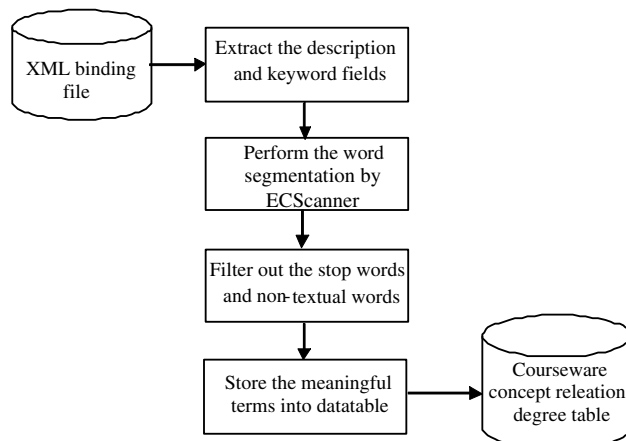 XML binding
file
Extract the description
and keyword fields
Perform the word
segmentation by
ECScanner
Filter out the stop words
and non-textual words
Store the meaningful
terms into datatable
Courseware
concept releation
degree table